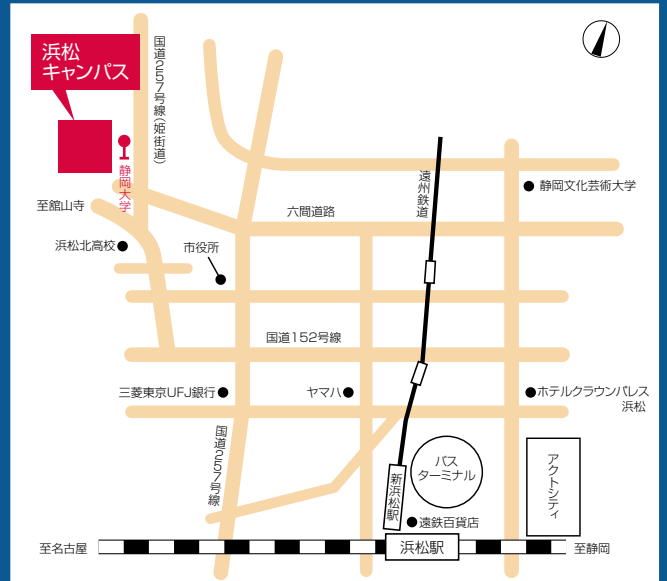 浜松
キャンパス
国道257号線(姫街道)
静岡大学
至舘山寺
浜松北高校
市役所
六間道路
遠州鉄道
静岡文化芸術大学
国道152号線
三菱東京UFJ銀行
ヤマハ
ホテルクラウンパレス
浜松
国道257号線
新浜松駅
バス
ターミナル
アクトシティ
遠鉄百貨店
至名古屋
浜松駅
至静岡